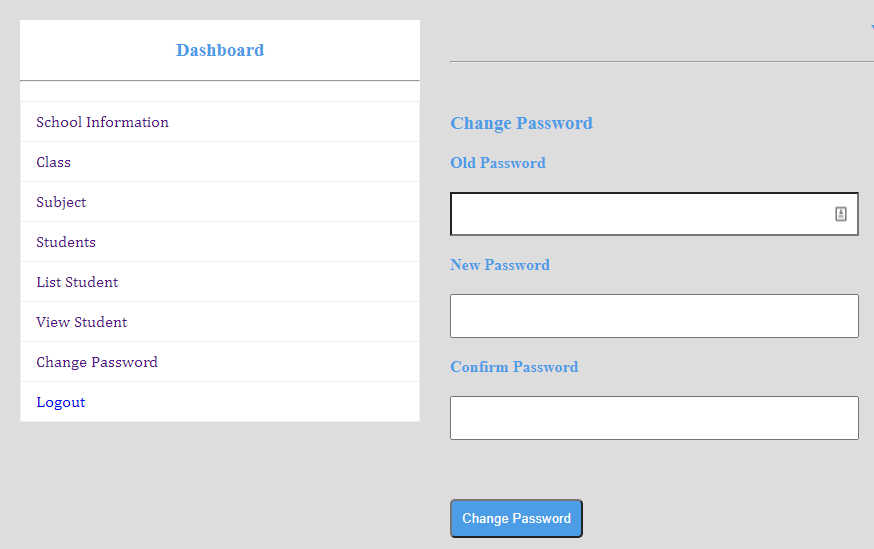 Dashboard
School Information
Class
Subject
Students
List Student
View Student
Change Password
Logout
Change Password
Old Password
New Password
Confirm Password
Change Password